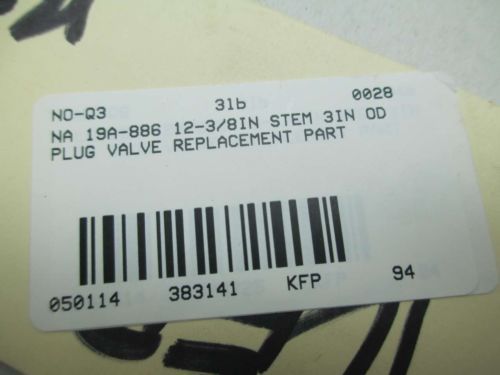 NO-Q3 3lb 0028
NA 19A-886 12-3/8IN STEM 3IN OD
PLUG VALVE REPLACEMENT PART
050114 383141 KFP 94